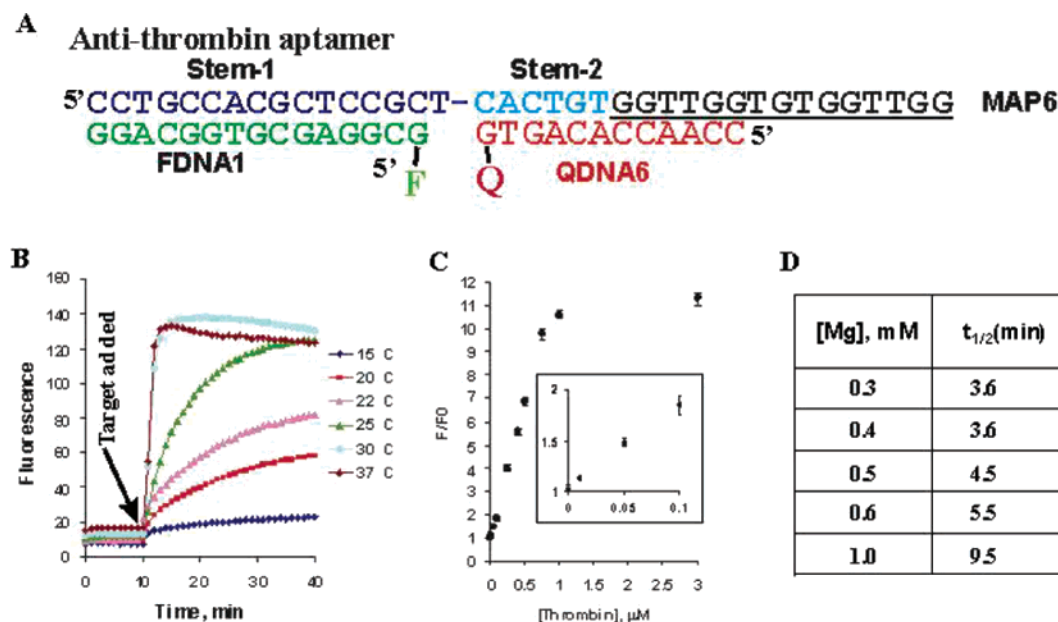 A
Anti-thrombin aptamer
Stem-1 Stem-2
5'CCTGCCACGCTCCGCT-CACTGTGGTTGGTGTGGTTGG MAP6
GGACGGTGCGAGGCG GTGACACCAACC5'
FDNA1 QDNA6
5' F Q
B
Fluorescence
160
140
120
100
80
60
40
20
0
0 10 20 30 40
Time, min
Target added
15 C
20 C
22 C
25 C
30 C
37 C
C
F/F0
12
11
10
9
8
7
6
5
4
3
2
1
0
0 0.5 1 1.5 2 2.5 3
[Thrombin], µM
2
1.5
1
0 0.05 0.1
D
[Mg], mM t1/2(min)
0.3 3.6
0.4 3.6
0.5 4.5
0.6 5.5
1.0 9.5